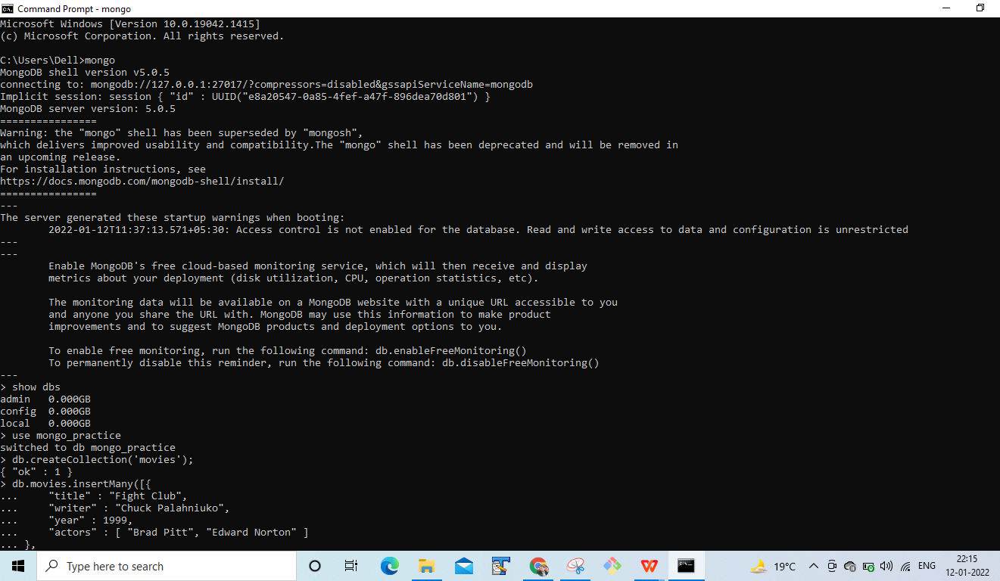 Command Prompt - mongo
Microsoft Windows [Version 10.0.19042.1415]
(c) Microsoft Corporation. All rights reserved.
C:\Users\Dell>mongo
MongoDB shell version v5.0.5
connecting to: mongodb://127.0.0.1:27017/?compressors=disabled&gssapiServiceName=mongodb
Implicit session: session { "id" : UUID("e8a20547-0a85-4fef-a47f-896dea70d801") }
MongoDB server version: 5.0.5
================
Warning: the "mongo" shell has been superseded by "mongosh",
which delivers improved usability and compatibility.The "mongo" shell has been deprecated and will be removed in
an upcoming release.
For installation instructions, see
https://docs.mongodb.com/mongodb-shell/install/
================
---
The server generated these startup warnings when booting:
        2022-01-12T11:37:13.571+05:30: Access control is not enabled for the database. Read and write access to data and configuration is unrestricted
---
---
        Enable MongoDB's free cloud-based monitoring service, which will then receive and display
        metrics about your deployment (disk utilization, CPU, operation statistics, etc).
        The monitoring data will be available on a MongoDB website with a unique URL accessible to you
        and anyone you share the URL with. MongoDB may use this information to make product
        improvements and to suggest MongoDB products and deployment options to you.
        To enable free monitoring, run the following command: db.enableFreeMonitoring()
        To permanently disable this reminder, run the following command: db.disableFreeMonitoring()
---
> show dbs
admin   0.000GB
config  0.000GB
local   0.000GB
> use mongo_practice
switched to db mongo_practice
> db.createCollection('movies');
{ "ok" : 1 }
> db.movies.insertMany([{
...     "title" : "Fight Club",
...     "writer" : "Chuck Palahniuko",
...     "year" : 1999,
...     "actors" : [ "Brad Pitt", "Edward Norton" ]
... },
Type here to search
19°C
ENG
22:15
12-01-2022